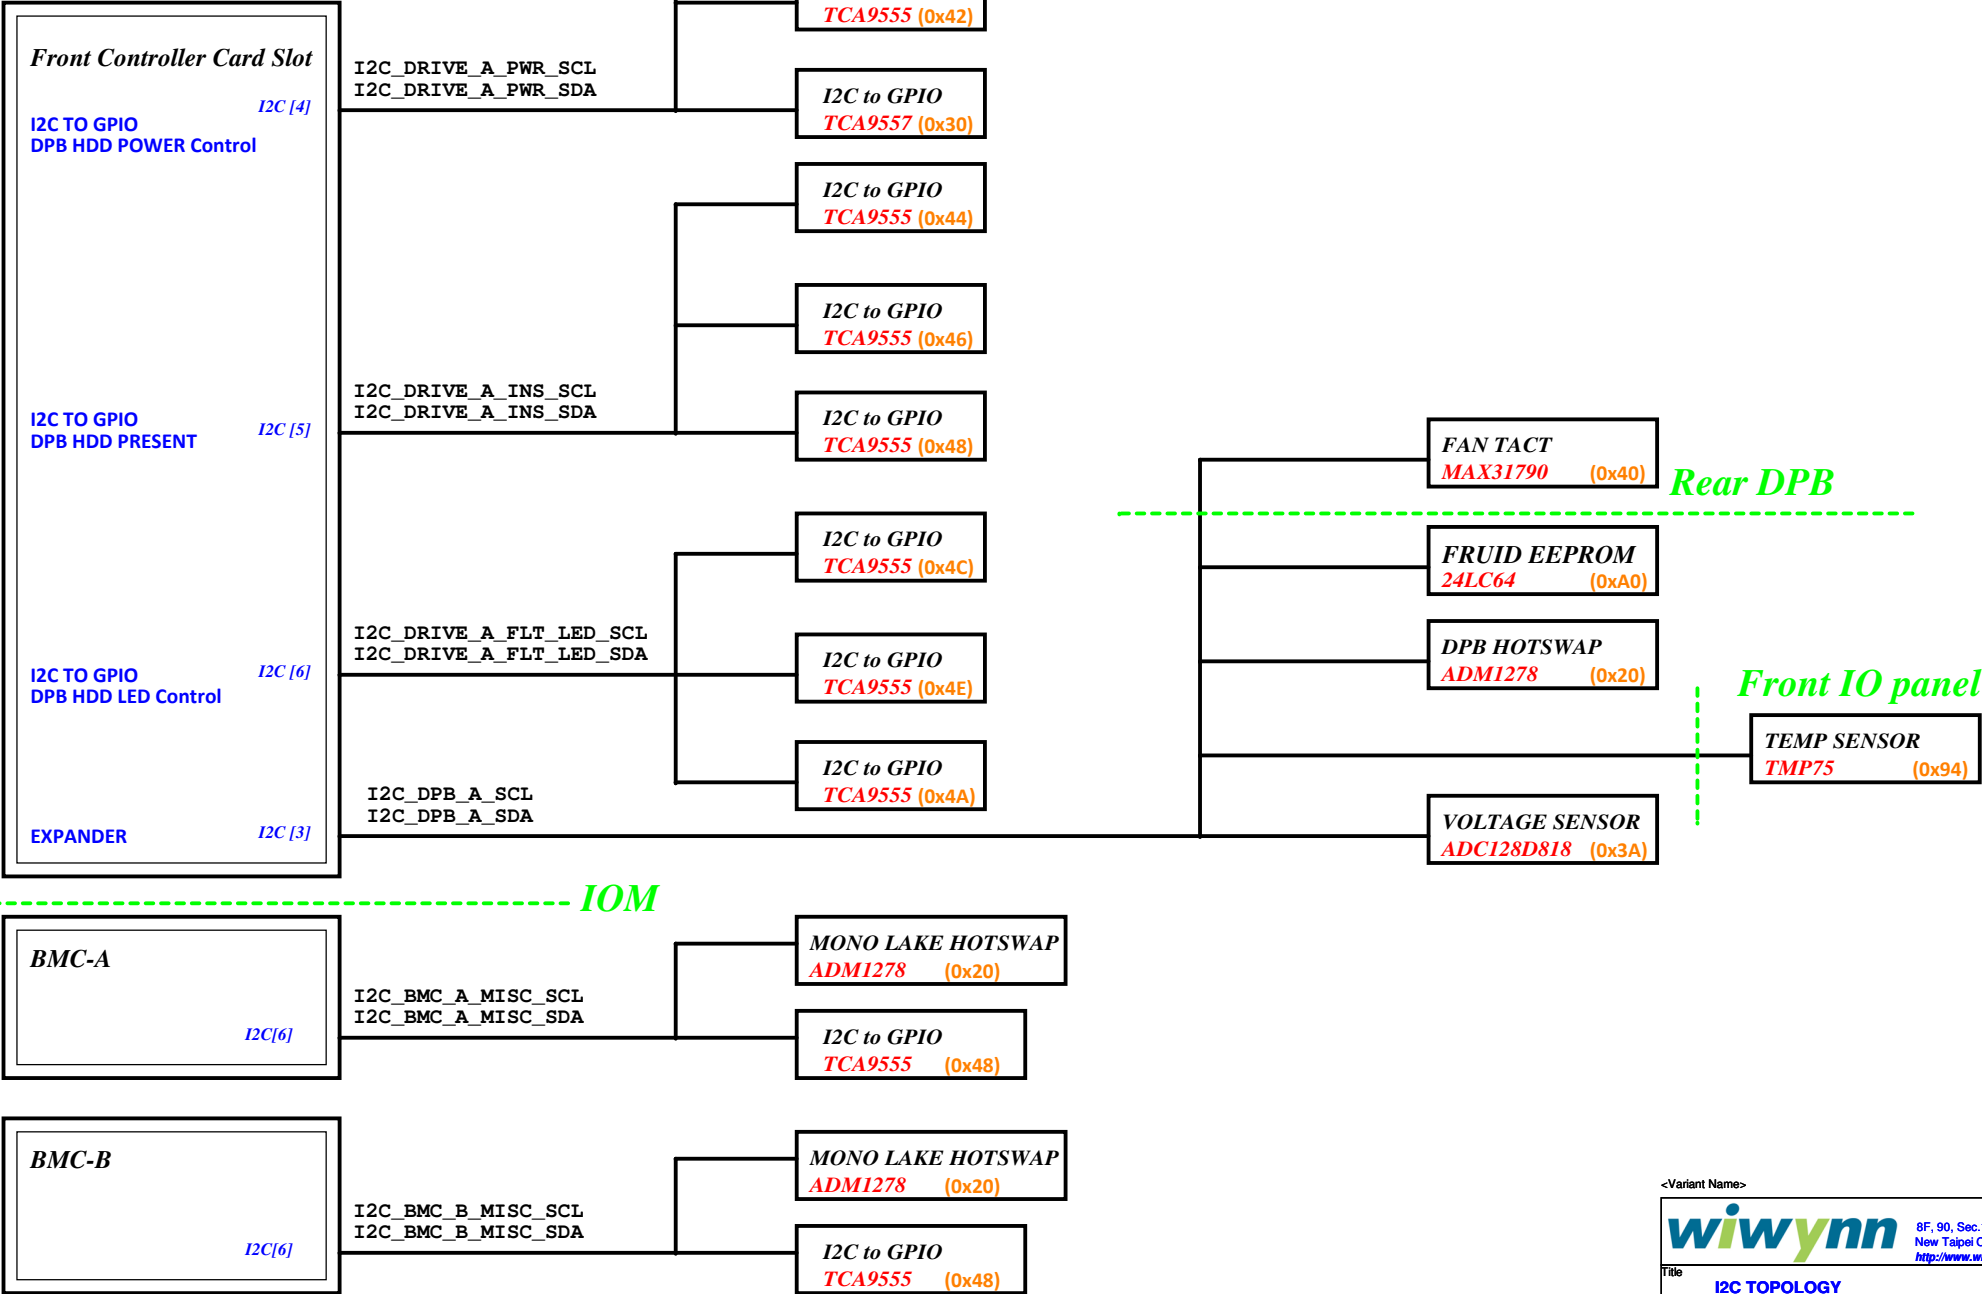 TCA9555 (0x42)
Front Controller Card Slot
I2C_DRIVE_A_PWR_SCL
I2C_DRIVE_A_PWR_SDA
I2C [4]
I2C TO GPIO
DPB HDD POWER Control
I2C to GPIO
TCA9557 (0x30)
I2C to GPIO
TCA9555 (0x44)
I2C to GPIO
TCA9555 (0x46)
I2C_DRIVE_A_INS_SCL
I2C_DRIVE_A_INS_SDA
I2C TO GPIO
DPB HDD PRESENT
I2C [5]
I2C to GPIO
TCA9555 (0x48)
FAN TACT
MAX31790 (0x40)
Rear DPB
I2C to GPIO
TCA9555 (0x4C)
FRUID EEPROM
24LC64 (0xA0)
I2C_DRIVE_A_FLT_LED_SCL
I2C_DRIVE_A_FLT_LED_SDA
I2C TO GPIO
DPB HDD LED Control
I2C [6]
I2C to GPIO
TCA9555 (0x4E)
DPB HOTSWAP
ADM1278 (0x20)
Front IO panel
TEMP SENSOR
TMP75 (0x94)
I2C to GPIO
TCA9555 (0x4A)
I2C_DPB_A_SCL
I2C_DPB_A_SDA
EXPANDER
I2C [3]
VOLTAGE SENSOR
ADC128D818 (0x3A)
IOM
BMC-A
I2C_BMC_A_MISC_SCL
I2C_BMC_A_MISC_SDA
I2C[6]
MONO LAKE HOTSWAP
ADM1278 (0x20)
I2C to GPIO
TCA9555 (0x48)
BMC-B
I2C_BMC_B_MISC_SCL
I2C_BMC_B_MISC_SDA
I2C[6]
MONO LAKE HOTSWAP
ADM1278 (0x20)
I2C to GPIO
TCA9555 (0x48)
<Variant Name>
wiwynn
8F, 90, Sec.
New Taipei
http://www.w
Title
I2C TOPOLOGY